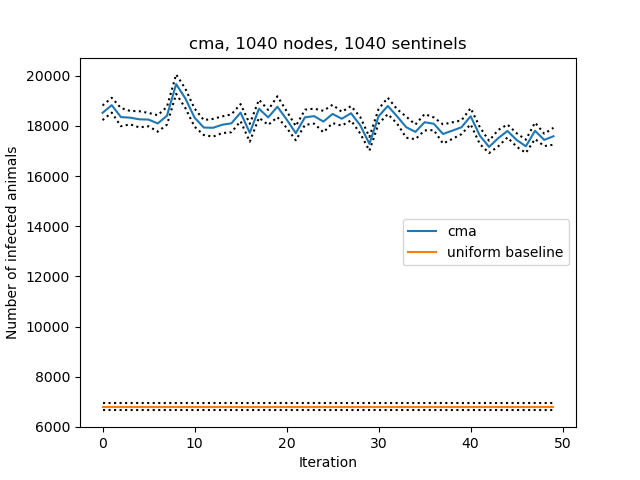 cma, 1040 nodes, 1040 sentinels
Number of infected animals
20000
18000
16000
14000
12000
10000
8000
6000
cma
uniform baseline
0
10
20
30
40
50
Iteration